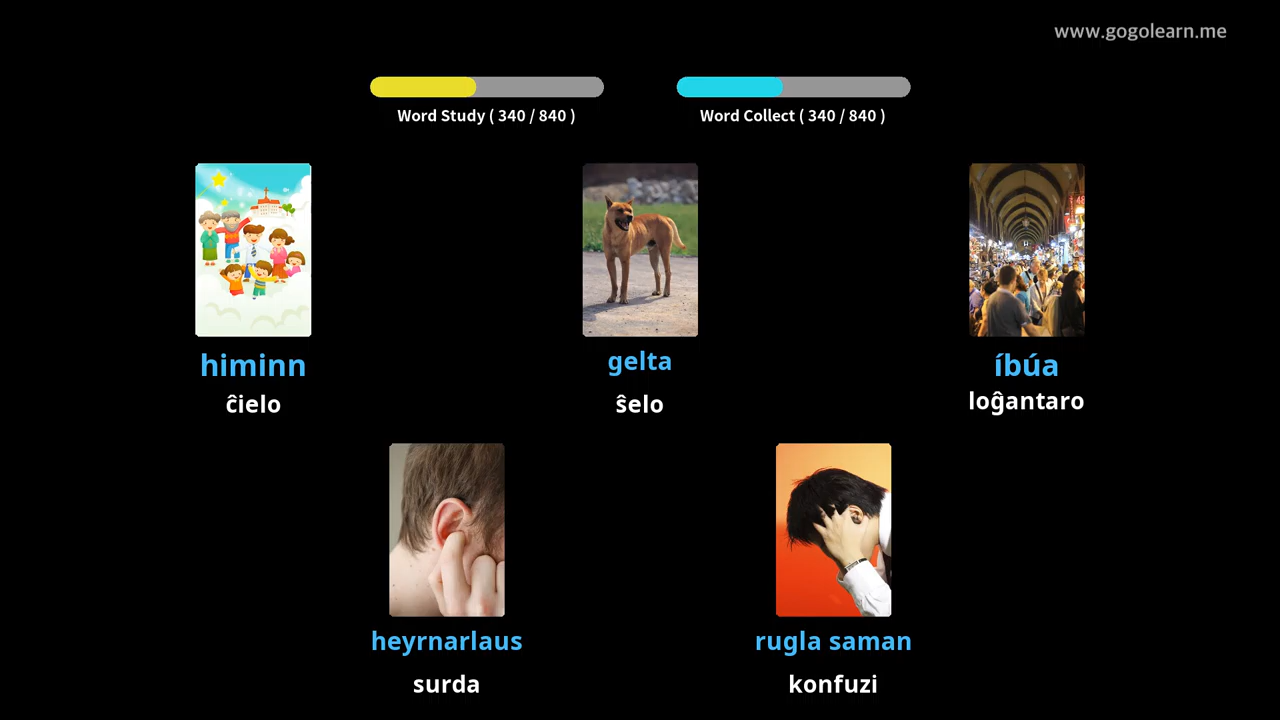 www.gogolearn.me
Word Study ( 340 / 840 )
Word Collect ( 340 / 840 )
himinn
ĉielo
gelta
ŝelo
íbúa
loĝantaro
heyrnarlaus
surda
rugla saman
konfuzi